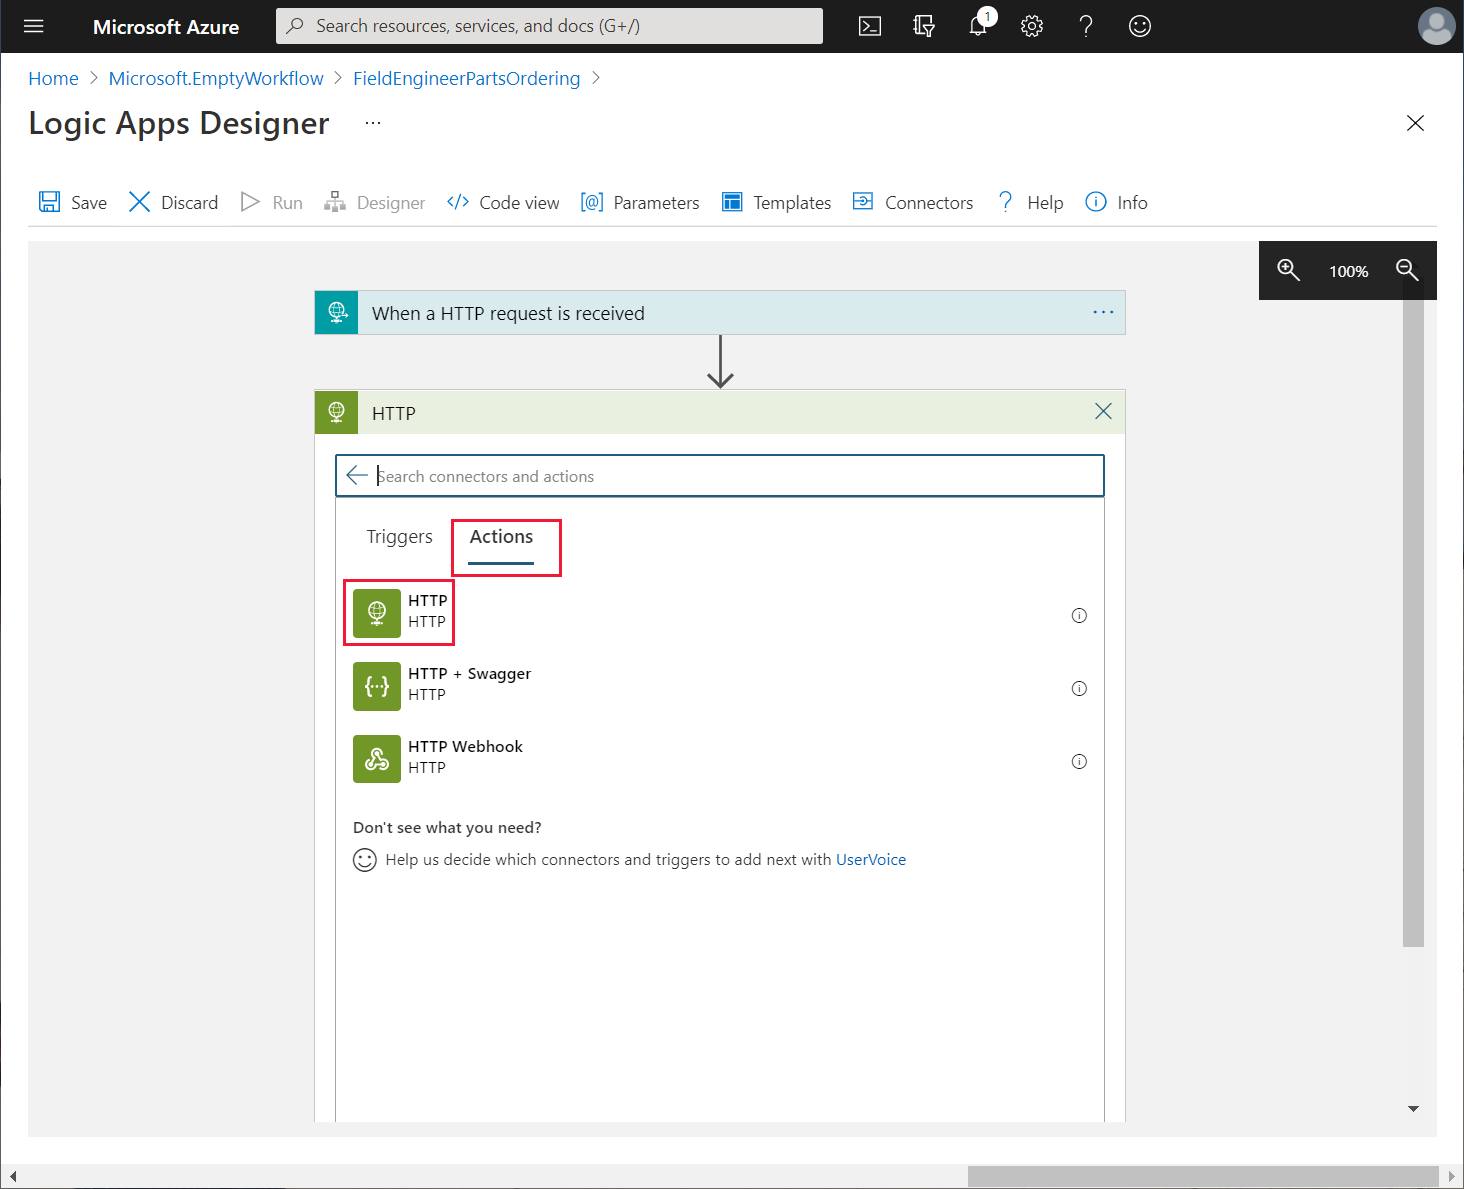 Microsoft Azure
Search resources, services, and docs (G+/)
1
Home > Microsoft.EmptyWorkflow > FieldEngineerPartsOrdering >
Logic Apps Designer ...
Save Discard Run Designer Code view Parameters Templates Connectors Help Info
100%
When a HTTP request is received
HTTP
Search connectors and actions
Triggers Actions
HTTP
HTTP
HTTP + Swagger
HTTP
HTTP Webhook
HTTP
Don't see what you need?
Help us decide which connectors and triggers to add next with UserVoice